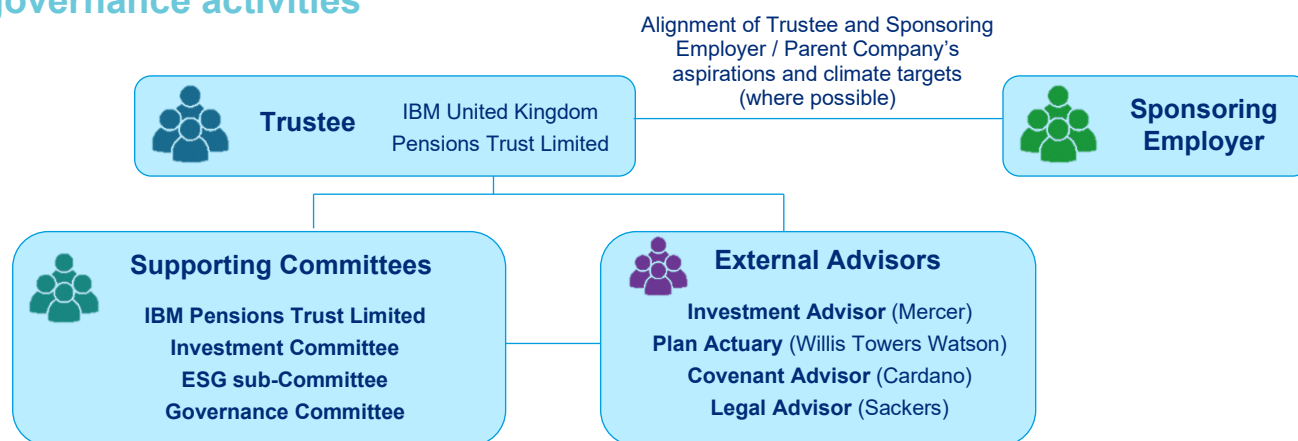 governance activities
Alignment of Trustee and Sponsoring
Employer / Parent Company's
aspirations and climate targets
(where possible)
Trustee
IBM United Kingdom
Pensions Trust Limited
Sponsoring
Employer
Supporting Committees
IBM Pensions Trust Limited
Investment Committee
ESG sub-Committee
Governance Committee
External Advisors
Investment Advisor (Mercer)
Plan Actuary (Willis Towers Watson)
Covenant Advisor (Cardano)
Legal Advisor (Sackers)